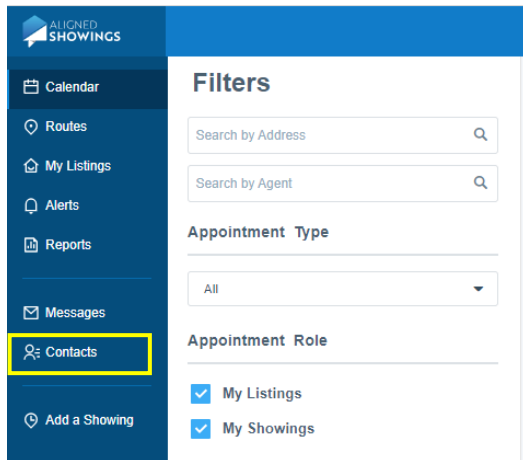 ALIGNED
SHOWINGS
Calendar
Routes
My Listings
Alerts
Reports
Messages
Contacts
Add a Showing
Filters
Search by Address
Search by Agent
Appointment Type
All
Appointment Role
My Listings
My Showings